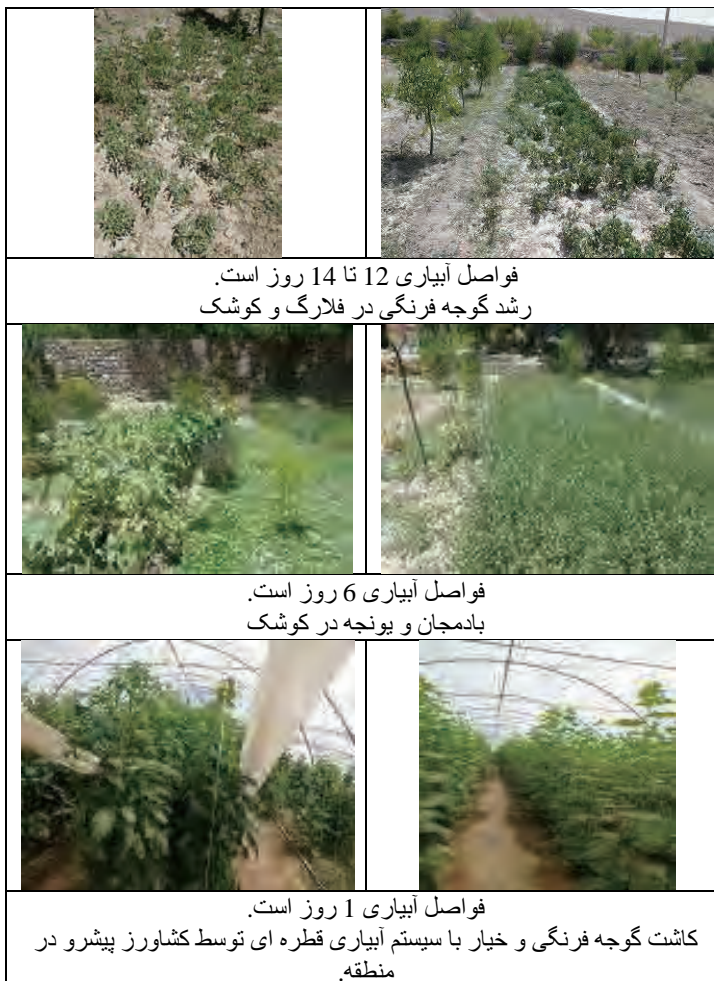 فواصل آبیاری 12 تا 14 روز است.
رشد گوجه فرنگی در فلارگ و کوشک
فواصل آبیاری 6 روز است.
بادمجان و یونجه در کوشک
فواصل آبیاری 1 روز است.
کاشت گوجه فرنگی و خیار با سیستم آبیاری قطره ای توسط کشاورز پیشرو در
منطقه.